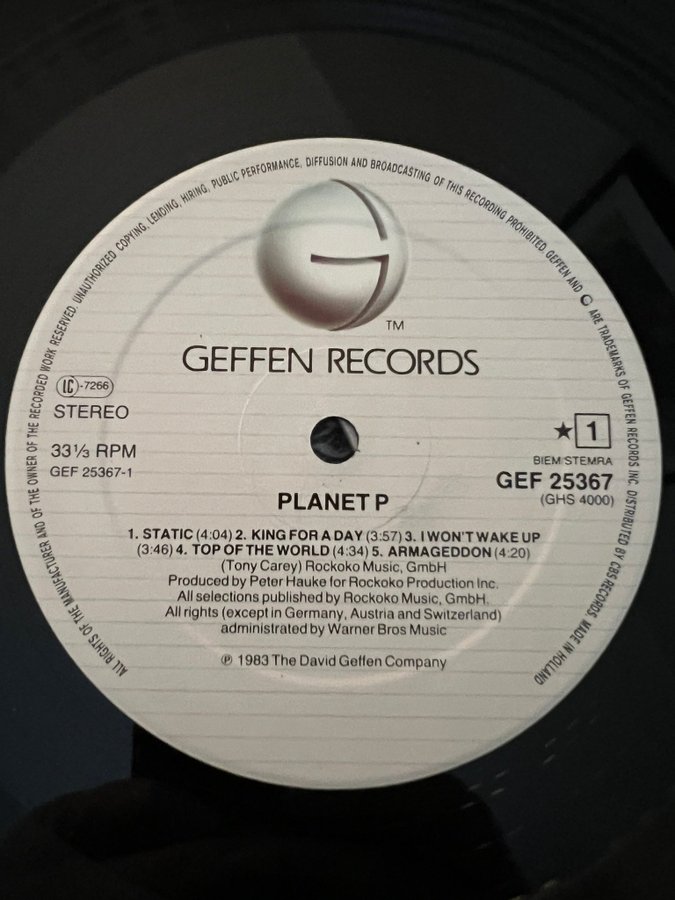 ALL RIGHTS OF THE MANUFACTURER AND OF THE OWNER OF THE RECORDED WORK RESERVED. UNAUTHORIZED COPYING, LENDING, HIRING, PUBLIC PERFORMANCE, DIFFUSION AND BROADCASTING OF THIS RECORDING PROHIBITED. GEFFEN AND G ARE TRADEMARKS OF GEFFEN RECORDS INC. DISTRIBUTED BY CBS RECORDS MADE IN HOLLAND
G
TM
GEFFEN RECORDS
LC-7266
STEREO
33⅓ RPM
GEF 25367-1
★ 1
BIEM/STEMRA
GEF 25367
(GHS 4000)
PLANET P
1. STATIC (4:04) 2. KING FOR A DAY (3:57) 3. I WON'T WAKE UP
(3:46) 4. TOP OF THE WORLD (4:34) 5. ARMAGEDDON (4:20)
(Tony Carey) Rockoko Music, GmbH
Produced by Peter Hauke for Rockoko Production Inc.
All selections published by Rockoko Music, GmbH.
All rights (except in Germany, Austria and Switzerland)
administrated by Warner Bros Music
℗ 1983 The David Geffen Company